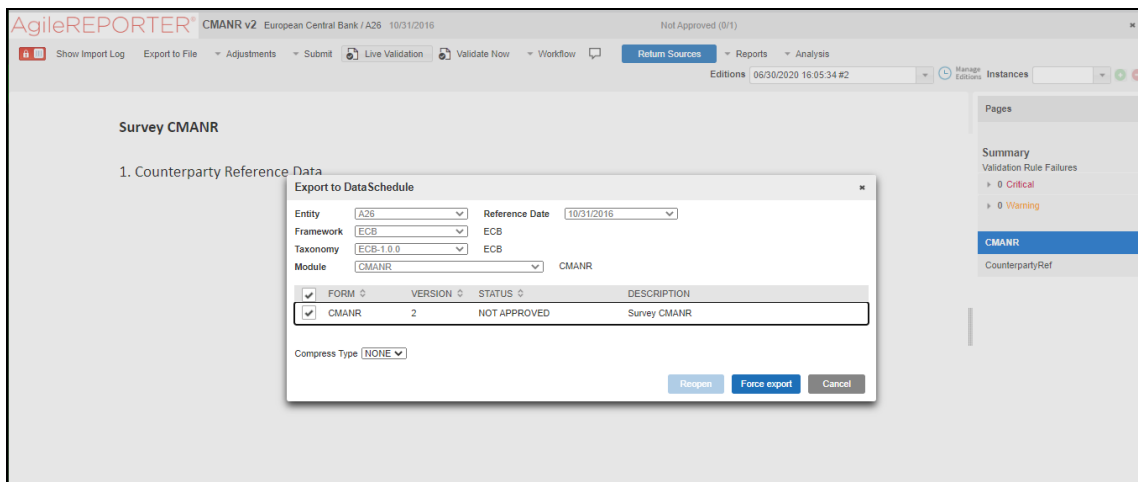 AgileREPORTER® CMANR v2 European Central Bank / A26 10/31/2016 Not Approved (0/1)
Show Import Log Export to File Adjustments Submit Live Validation Validate Now Workflow Return Sources Reports Analysis
Editions 06/30/2020 16:05:34 #2 Manage Editions Instances
Pages
Survey CMANR
1. Counterparty Reference Data
Summary
Validation Rule Failures
0 Critical
0 Warning
CMANR
CounterpartyRef
Export to DataSchedule
Entity A26 Reference Date 10/31/2016
Framework ECB ECB
Taxonomy ECB-1.0.0 ECB
Module CMANR CMANR
FORM VERSION STATUS DESCRIPTION
CMANR 2 NOT APPROVED Survey CMANR
Compress Type NONE
Reopen Force export Cancel